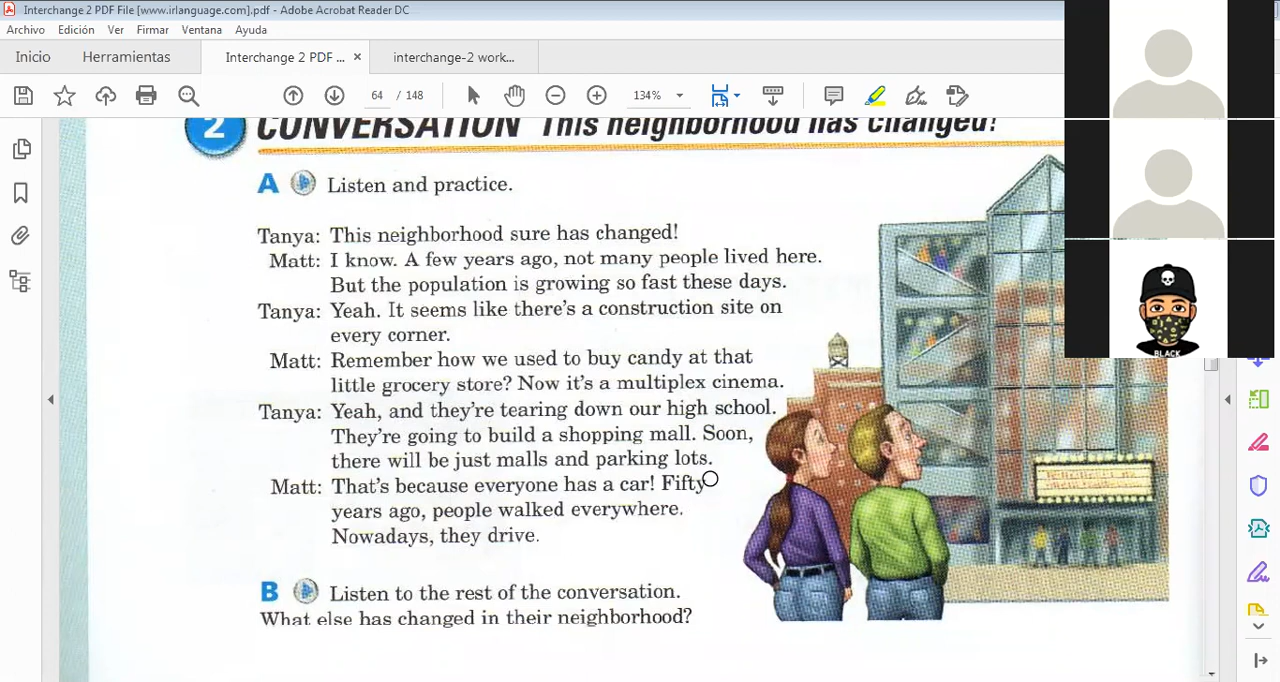 Interchange 2 PDF File [www.irlanguage.com].pdf - Adobe Acrobat Reader DC
Archivo Edición Ver Firmar Ventana Ayuda
Inicio Herramientas Interchange 2 PDF ... × interchange-2 work...
64 / 148 134%
2 CONVERSATION This neighborhood has changed!
A Listen and practice.
Tanya: This neighborhood sure has changed!
Matt: I know. A few years ago, not many people lived here.
But the population is growing so fast these days.
Tanya: Yeah. It seems like there's a construction site on
every corner.
Matt: Remember how we used to buy candy at that
little grocery store? Now it's a multiplex cinema.
Tanya: Yeah, and they're tearing down our high school.
They're going to build a shopping mall. Soon,
there will be just malls and parking lots.
Matt: That's because everyone has a car! Fifty
years ago, people walked everywhere.
Nowadays, they drive.
B Listen to the rest of the conversation.
What else has changed in their neighborhood?
BLACK